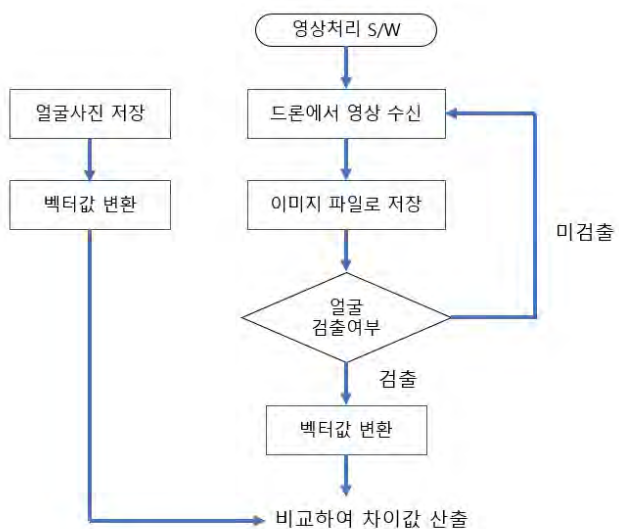 영상처리 S/W
얼굴사진 저장
드론에서 영상 수신
벡터값 변환
이미지 파일로 저장
미검출
얼굴
검출여부
검출
벡터값 변환
비교하여 차이값 산출